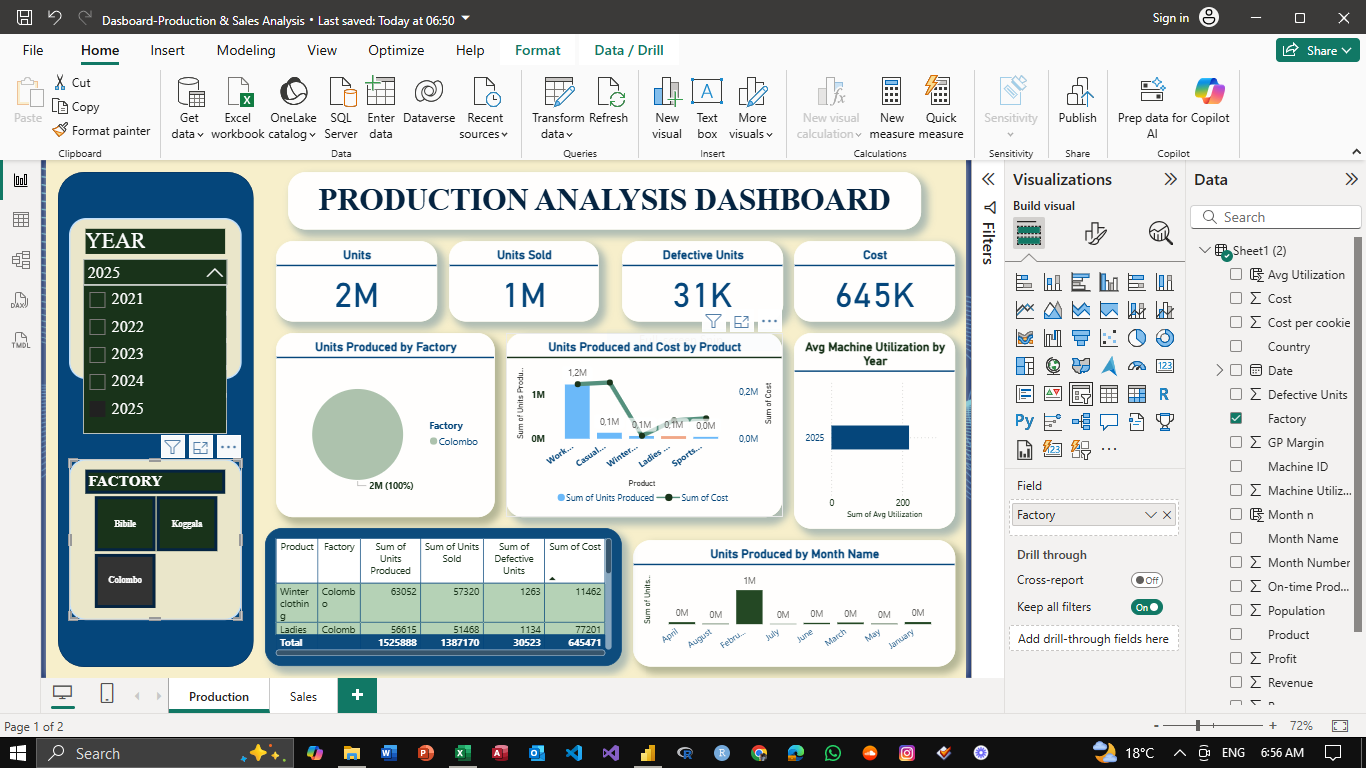 Dasboard-Production & Sales Analysis • Last saved: Today at 06:50
Sign in
File Home Insert Modeling View Optimize Help Format Data / Drill
Share
Paste
Cut
Copy
Format painter
Clipboard
Get data
Excel workbook
OneLake catalog
SQL Server
Enter data
Dataverse
Recent sources
Data
Transform data
Refresh
Queries
New visual
Text box
More visuals
Insert
New visual calculation
New measure
Quick measure
Calculations
Sensitivity
Sensitivity
Publish
Share
Prep data for AI
Copilot
Copilot
PRODUCTION ANALYSIS DASHBOARD
YEAR
2025
2021
2022
2023
2024
2025
FACTORY
Bibile
Koggala
Colombo
Units
2M
Units Sold
1M
Defective Units
31K
Cost
645K
Units Produced by Factory
Factory
Colombo
2M (100%)
Units Produced and Cost by Product
Sum of Units Produ...
1M
0M
1,2M
0,1M
0,1M
0,1M
0,0M
0,2M
0,0M
Sum of Cost
Work...
Casual...
Winter...
Ladies ...
Sports...
Product
Sum of Units Produced
Sum of Cost
Avg Machine Utilization by Year
2025
0
200
Sum of Avg Utilization
Product Factory Sum of Units Produced Sum of Units Sold Sum of Defective Units Sum of Cost
Winter clothing Colombo 63052 57320 1263 11462
Ladies Colomb 56615 51468 1134 77201
Total 1525888 1387170 30523 645471
Units Produced by Month Name
Sum of Units...
0M 0M 1M 0M 0M 0M 0M 0M
April August Febru... July June March May January
DAX
TMDL
Filters
Visualizations
Build visual
123
R
Py
Field
Factory
Drill through
Cross-report
Off
Keep all filters
On
Add drill-through fields here
Data
Search
Sheet1 (2)
Avg Utilization
Cost
Cost per cookie
Country
Date
Defective Units
Factory
GP Margin
Machine ID
Machine Utiliz...
Month n
Month Name
Month Number
On-time Prod...
Population
Product
Profit
Revenue
Production
Sales
Page 1 of 2
- + 72%
Search
18°C
ENG
6:56 AM